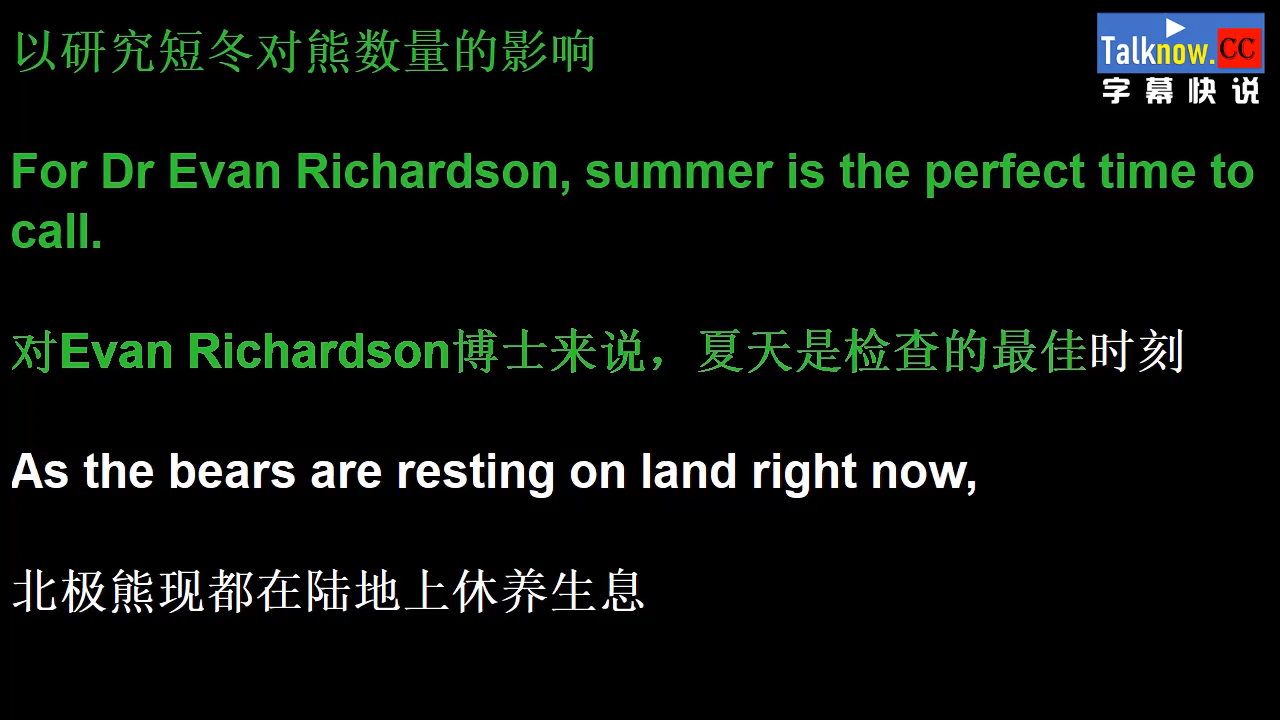 以研究短冬对熊数量的影响
Talknow.CC
字幕快说
For Dr Evan Richardson, summer is the perfect time to
call.
对Evan Richardson博士来说，夏天是检查的最佳时刻
As the bears are resting on land right now,
北极熊现都在陆地上休养生息